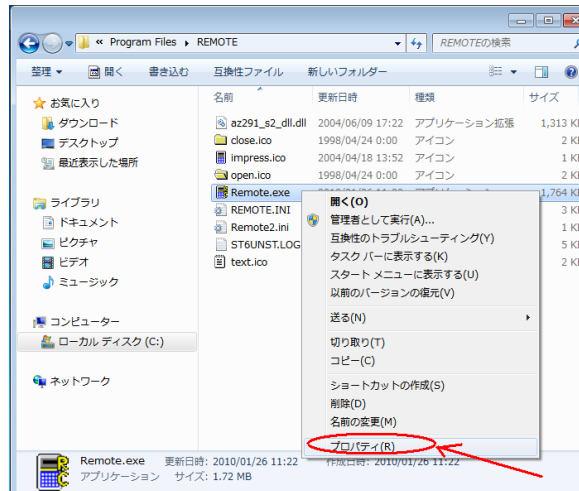 « Program Files ▸ REMOTE
REMOTEの検索
整理 ▼ 開く 書き込む 互換性ファイル 新しいフォルダー
お気に入り
ダウンロード
デスクトップ
最近表示した場所
ライブラリ
ドキュメント
ピクチャ
ビデオ
ミュージック
コンピューター
ローカル ディスク (C:)
ネットワーク
名前 更新日時 種類 サイズ
az291_s2_dll.dll 2004/06/09 17:22 アプリケーション拡張 1,313 K
close.ico 1998/04/24 0:00 アイコン 2 K
impress.ico 2004/04/18 13:52 アイコン 1 K
open.ico 1998/04/24 0:00 アイコン 2 K
Remote.exe 1,764 K
REMOTE.INI 3 K
Remote2.ini 1 K
ST6UNST.LOG 5 K
text.ico 2 K
開く(O)
管理者として実行(A)...
互換性のトラブルシューティング(Y)
タスク バーに表示する(K)
スタート メニューに表示する(U)
以前のバージョンの復元(V)
送る(N)
切り取り(T)
コピー(C)
ショートカットの作成(S)
削除(D)
名前の変更(M)
プロパティ(R)
Remote.exe 更新日時: 2010/01/26 11:22 作成日時: 2010/01/26 11:22
アプリケーション サイズ: 1.72 MB